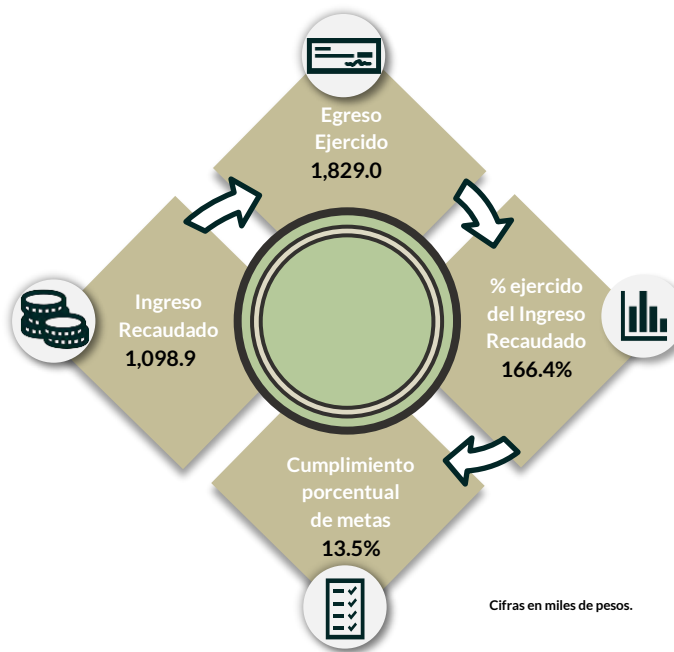 Egreso
Ejercido
1,829.0
Ingreso
Recaudado
1,098.9
% ejercido
del Ingreso
Recaudado
166.4%
Cumplimiento
porcentual
de metas
13.5%
Cifras en miles de pesos.